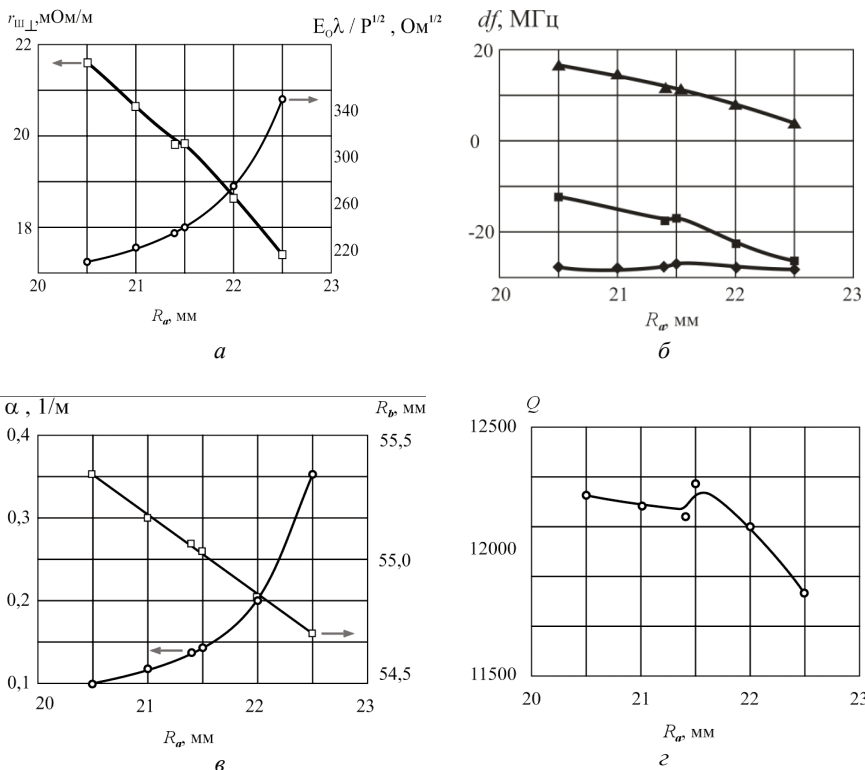 r_Ш⊥, мОм/м
E_Oλ / P^1/2 , Ом^1/2
22
20
18
340
300
260
220
20 21 22 23
R_a, мм
а
df, МГц
20
0
-20
20 21 22 23
R_a, мм
б
α , 1/м
R_b, мм
0,4
0,3
0,2
0,1
55,5
55,0
54,5
20 21 22 23
R_a, мм
в
Q
12500
12000
11500
20 21 22 23
R_a, мм
г